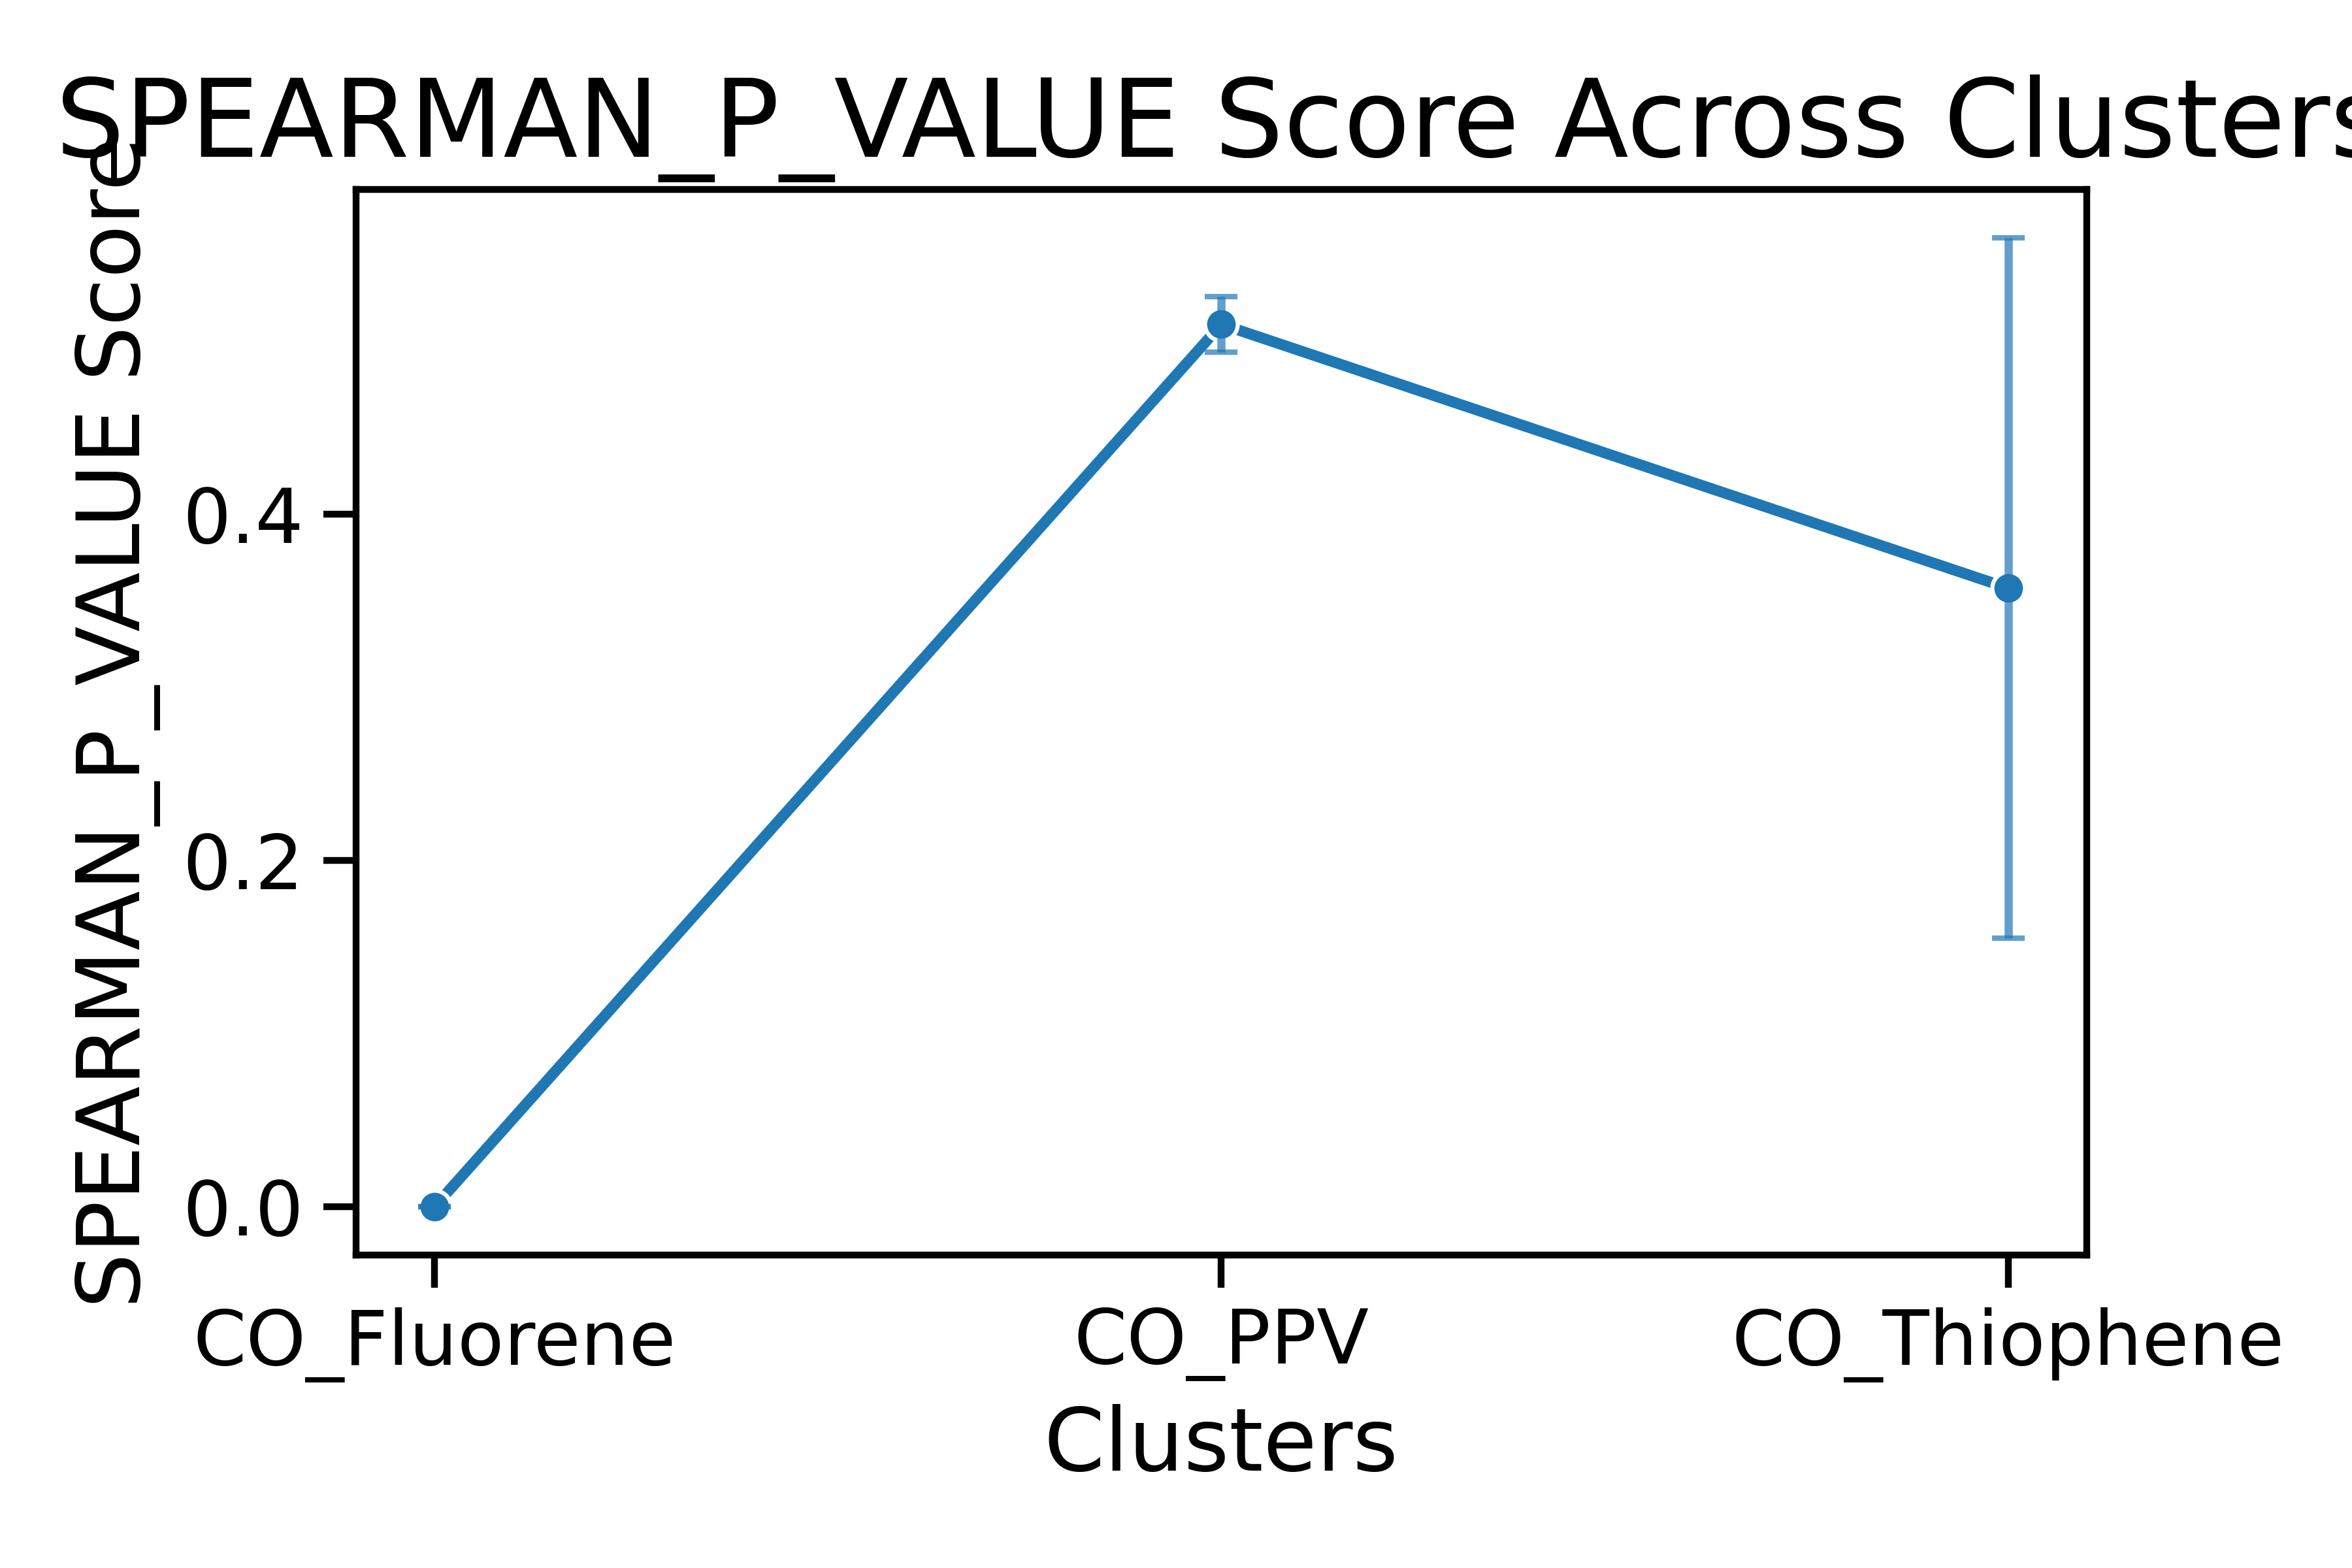 SPEARMAN_P_VALUE Score Across Clusters
SPEARMAN_P_VALUE Score
0.4
0.2
0.0
CO_Fluorene
CO_PPV
CO_Thiophene
Clusters